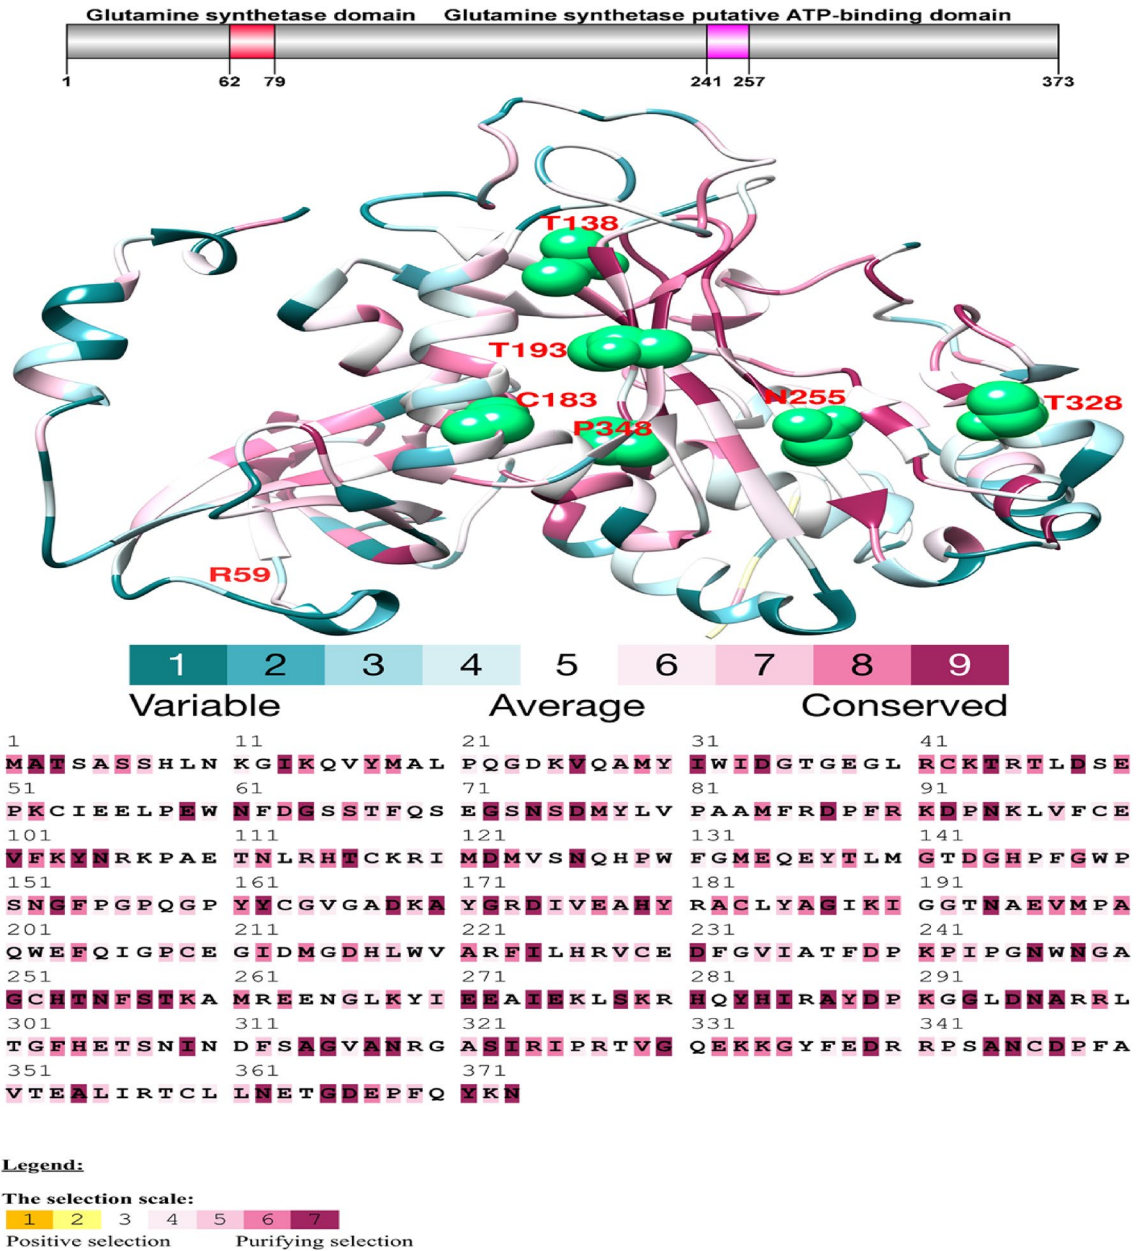 Glutamine synthetase domain Glutamine synthetase putative ATP-binding domain
1 62 79 241 257 373
T138
T193
C183
N255
T328
P348
R59
1 2 3 4 5 6 7 8 9
Variable Average Conserved
1 11 21 31 41
MATSASSHLN KGIKQVYMAL PQGDKVQAMY IWIDGTGEGL RCKTRTLDSE
51 61 71 81 91
PKCIEELPEW NFDGSSTFQS EGSNSDMYLV PAAMFRDPFR KDPNKLVFCE
101 111 121 131 141
VFKYNRKPAE TNLRHTCKRI MDMVSNQHPW FGMEQEYTLM GTDGHPFGWP
151 161 171 181 191
SNGFPGPQGP YYCGVGADKA YGRDIVEAHY RACLYAGIKI GGTNAEVMPA
201 211 221 231 241
QWEFQIGPCE GIDMGDHLWV ARFILHRVCE DFGVIATFDP KPIPGNWNGA
251 261 271 281 291
GCHTNFSTKA MREENGLKYI EEAIEKLSKR HQYHIRAYDP KGGLDNARRL
301 311 321 331 341
TGFHETSNIN DFSAGVANRG ASIRIPRTVG QEKKGYFEDR RPSANCDPFA
351 361 371
VTEALIRTCL LNETGDEPFQ YKN
Legend:
The selection scale:
1 2 3 4 5 6 7
Positive selection Purifying selection